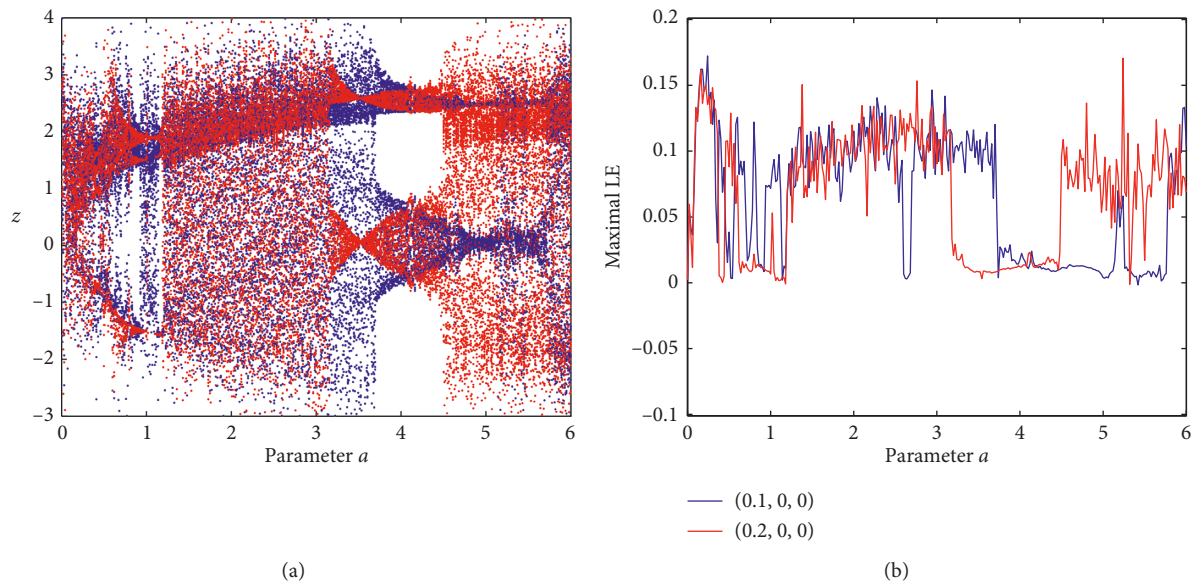 4
3
2
1
0
–1
–2
–3
z
0 1 2 3 4 5 6
Parameter a
(a)
0.2
0.15
0.1
0.05
0
–0.05
–0.1
Maximal LE
0 1 2 3 4 5 6
Parameter a
(0.1, 0, 0)
(0.2, 0, 0)
(b)